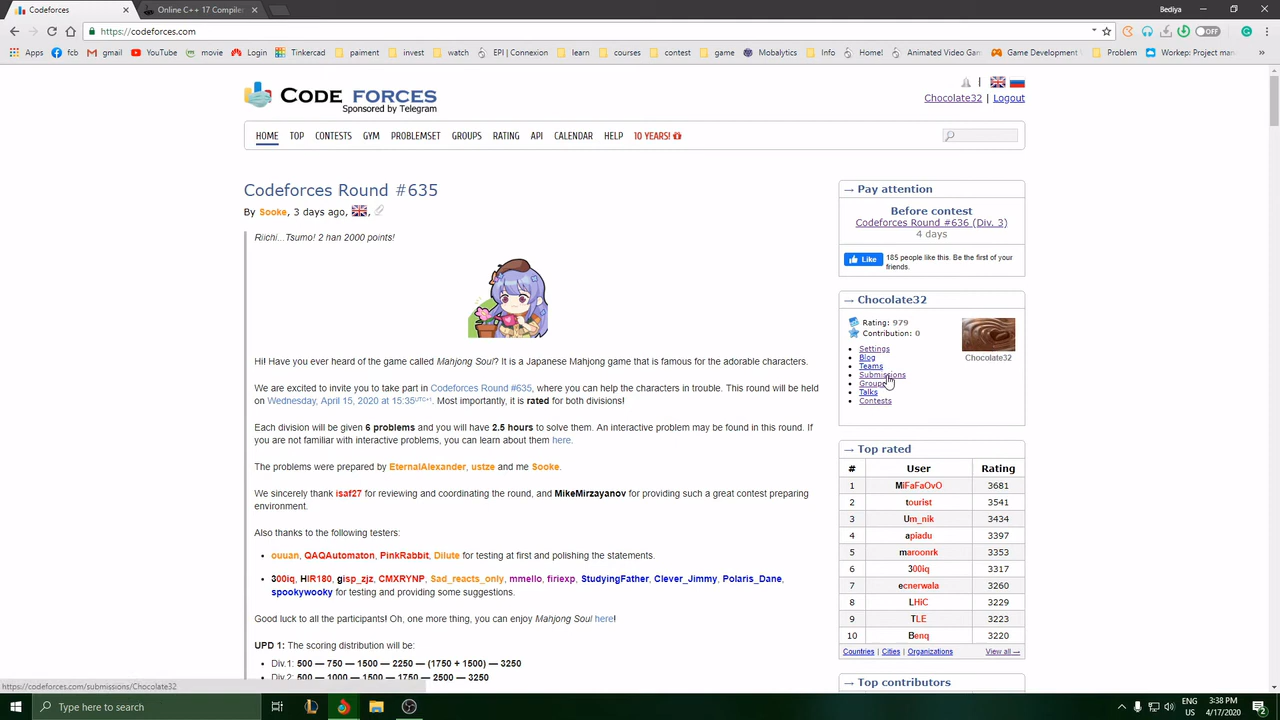 Codeforces
Online C++ 17 Compile
Bediya
https://codeforces.com
OFF
Apps fcb gmail YouTube movie Login Tinkercad paiment invest watch EPI | Connexion learn courses contest game Mobalytics Info Home! Animated Video Gam Game Development Problem Workep: Project man
CODE FORCES
Sponsored by Telegram
Chocolate32 | Logout
HOME TOP CONTESTS GYM PROBLEMSET GROUPS RATING API CALENDAR HELP 10 YEARS!
Codeforces Round #635
By Sooke, 3 days ago,
Riichi...Tsumo! 2 han 2000 points!
Hi! Have you ever heard of the game called Mahjong Soul? It is a Japanese Mahjong game that is famous for the adorable characters.
We are excited to invite you to take part in Codeforces Round #635, where you can help the characters in trouble. This round will be held
on Wednesday, April 15, 2020 at 15:35UTC+1. Most importantly, it is rated for both divisions!
Each division will be given 6 problems and you will have 2.5 hours to solve them. An interactive problem may be found in this round. If
you are not familiar with interactive problems, you can learn about them here.
The problems were prepared by EternalAlexander, ustze and me Sooke.
We sincerely thank isaf27 for reviewing and coordinating the round, and MikeMirzayanov for providing such a great contest preparing
environment.
Also thanks to the following testers:
• ouuan, QAQAutomaton, PinkRabbit, Dilute for testing at first and polishing the statements.
• 300iq, HIR180, gisp_zjz, CMXRYNP, Sad_reacts_only, mmello, firiexp, StudyingFather, Clever_Jimmy, Polaris_Dane,
spookywooky for testing and providing some suggestions.
Good luck to all the participants! Oh, one more thing, you can enjoy Mahjong Soul here!
UPD 1: The scoring distribution will be:
• Div.1: 500 — 750 — 1500 — 2250 — (1750 + 1500) — 3250
Div.2: 500 — 1000 — 1500 — 1750 — 2500 — 3250
→ Pay attention
Before contest
Codeforces Round #636 (Div. 3)
4 days
Like 185 people like this. Be the first of your
friends.
→ Chocolate32
Rating: 979
Contribution: 0
• Settings
• Blog
• Teams
• Submissions
• Groups
• Talks
• Contests
Chocolate32
→ Top rated
# User Rating
1 MiFaFaOvO 3681
2 tourist 3541
3 Um_nik 3434
4 apiadu 3397
5 maroonrk 3353
6 300iq 3317
7 ecnerwala 3260
8 LHiC 3229
9 TLE 3223
10 Benq 3220
Countries | Cities | Organizations View all →
→ Top contributors
https://codeforces.com/submissions/Chocolate32
Type here to search
ENG
US
3:38 PM
4/17/2020
2